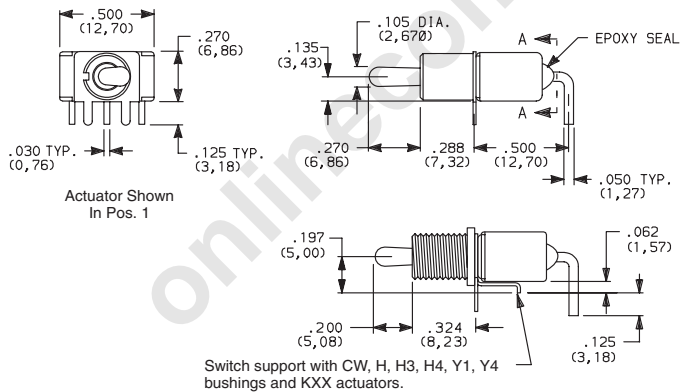 .500
(12,70)
.270
(6,86)
.030 TYP.
(0,76)
.125 TYP.
(3,18)
Actuator Shown
In Pos. 1
.105 DIA.
(2,670)
.135
(3,43)
A
EPOXY SEAL
A
.270
(6,86)
.288
(7,32)
.500
(12,70)
.050 TYP.
(1,27)
.197
(5,00)
.062
(1,57)
.200
(5,08)
.324
(8,23)
.125
(3,18)
Switch support with CW, H, H3, H4, Y1, Y4
bushings and KXX actuators.
onlinecon